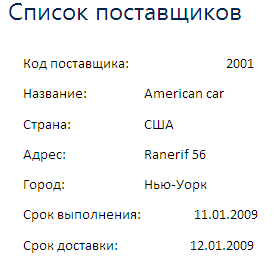 Список поставщиков
Код поставщика: 2001
Название: American car
Страна: США
Адрес: Ranerif 56
Город: Нью-Уорк
Срок выполнения: 11.01.2009
Срок доставки: 12.01.2009